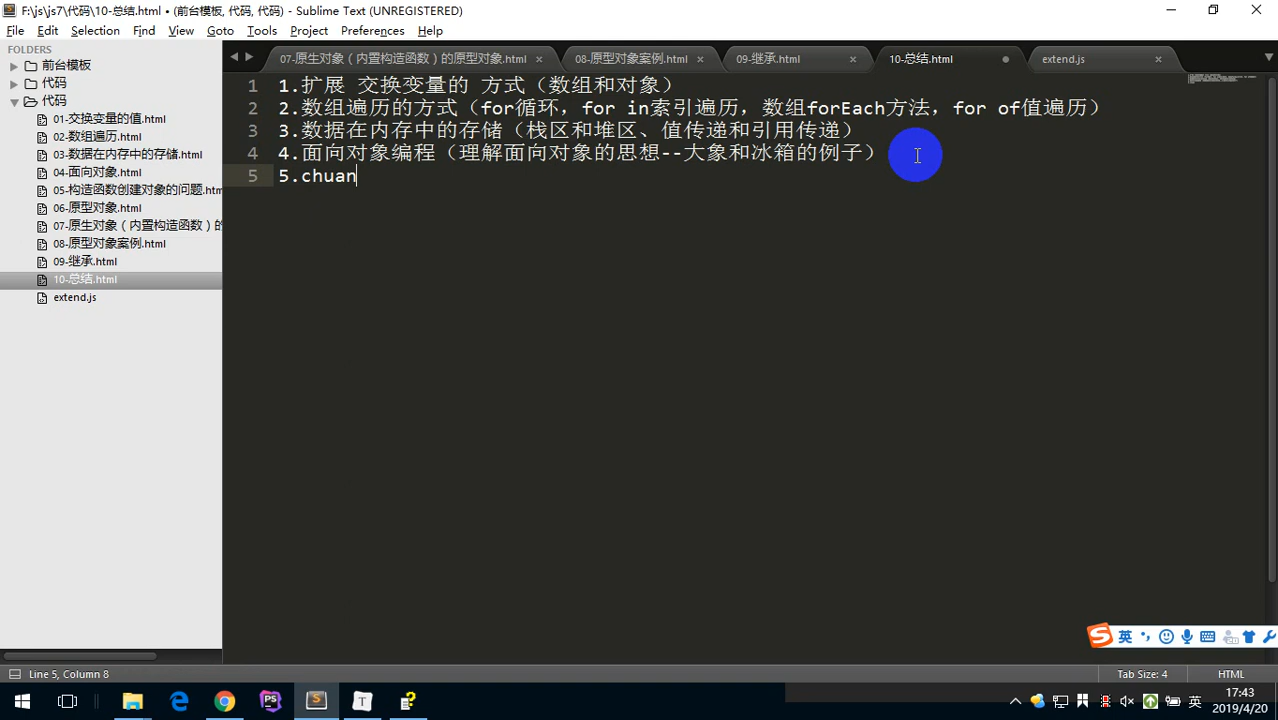 F:\js\js7\代码\10-总结.html • (前台模板, 代码, 代码) - Sublime Text (UNREGISTERED)
File Edit Selection Find View Goto Tools Project Preferences Help
FOLDERS
前台模板
代码
代码
01-交换变量的值.html
02-数组遍历.html
03-数据在内存中的存储.html
04-面向对象.html
05-构造函数创建对象的问题.htm
06-原型对象.html
07-原生对象（内置构造函数）的
08-原型对象案例.html
09-继承.html
10-总结.html
extend.js
07-原生对象（内置构造函数）的原型对象.html × 08-原型对象案例.html × 09-继承.html × 10-总结.html extend.js ×
1 1.扩展 交换变量的 方式（数组和对象）
2 2.数组遍历的方式（for循环，for in索引遍历，数组forEach方法，for of值遍历）
3 3.数据在内存中的存储（栈区和堆区、值传递和引用传递）
4 4.面向对象编程（理解面向对象的思想--大象和冰箱的例子）
5 5.chuan
英
Line 5, Column 8 Tab Size: 4 HTML
英 17:43
2019/4/20